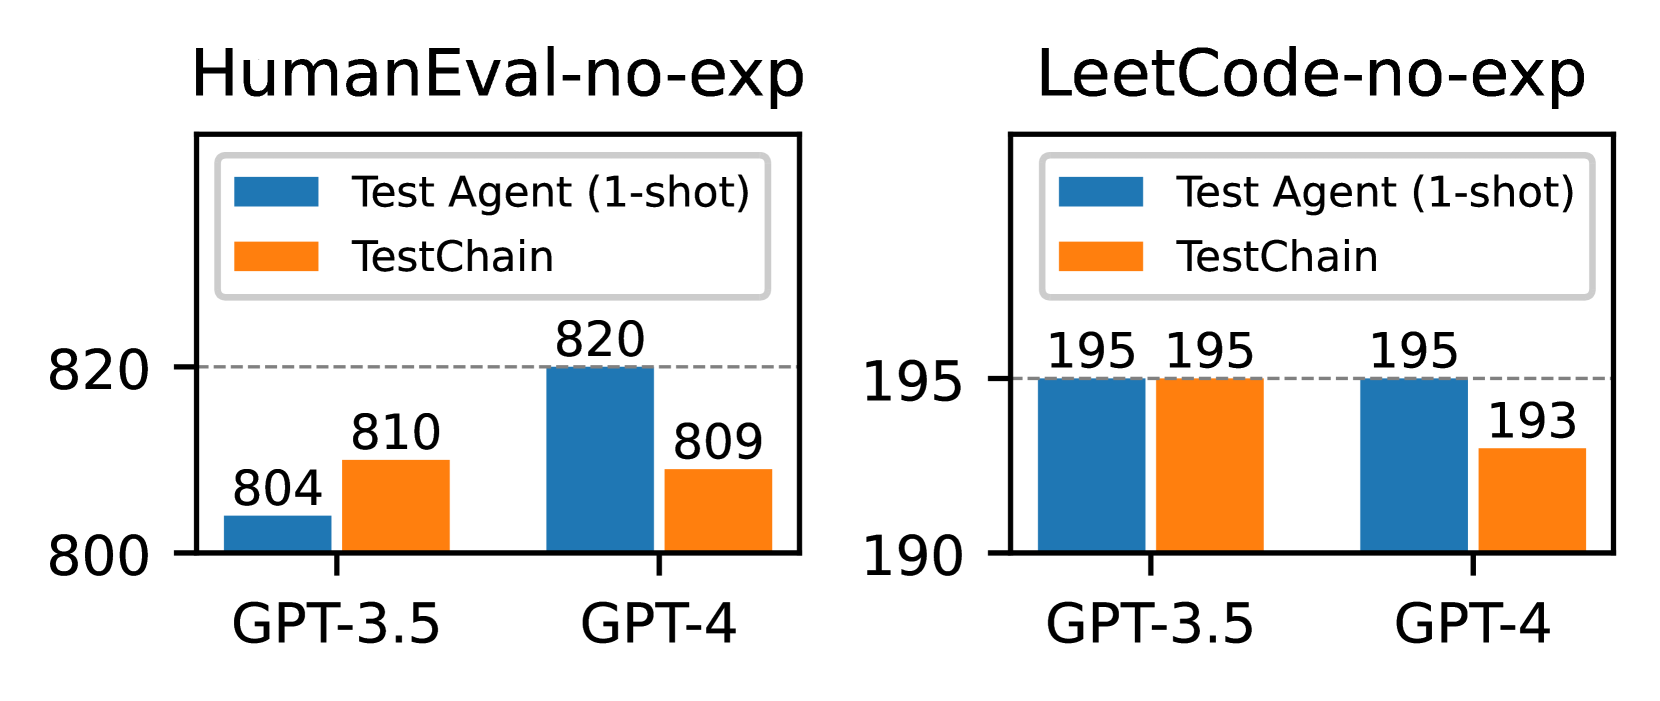 HumanEval-no-exp
Test Agent (1-shot)
TestChain
820
800
804
810
820
809
GPT-3.5
GPT-4
LeetCode-no-exp
Test Agent (1-shot)
TestChain
195
190
195
195
195
193
GPT-3.5
GPT-4